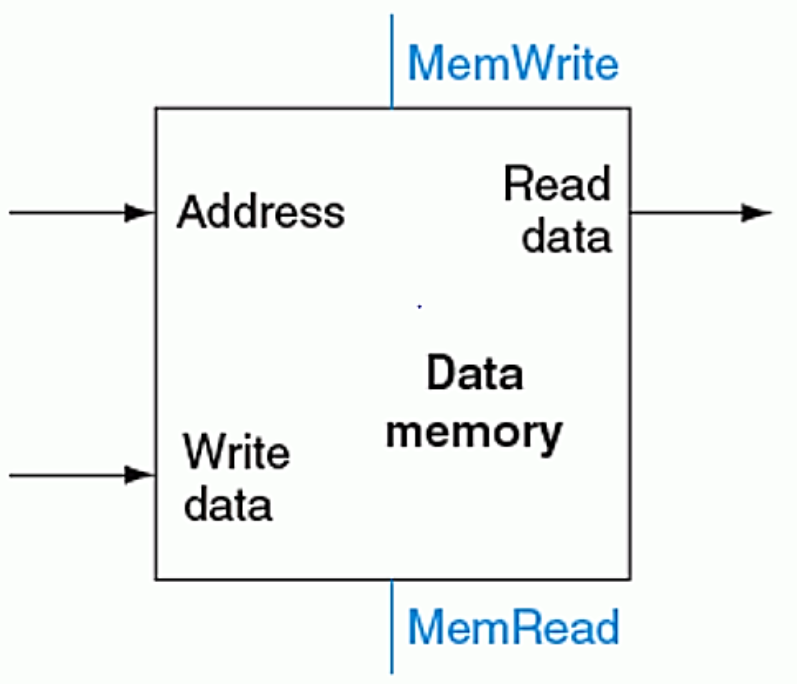 MemWrite
Address
Read
data
Data
memory
Write
data
MemRead